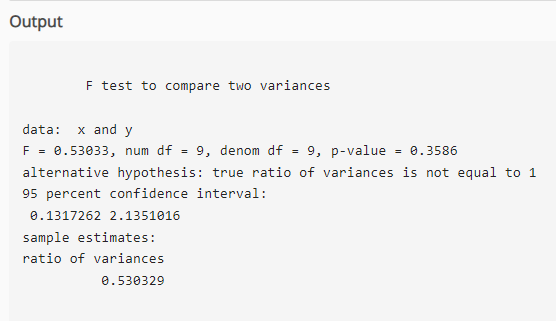 Output
F test to compare two variances
data:  x and y
F = 0.53033, num df = 9, denom df = 9, p-value = 0.3586
alternative hypothesis: true ratio of variances is not equal to 1
95 percent confidence interval:
 0.1317262 2.1351016
sample estimates:
ratio of variances
          0.530329